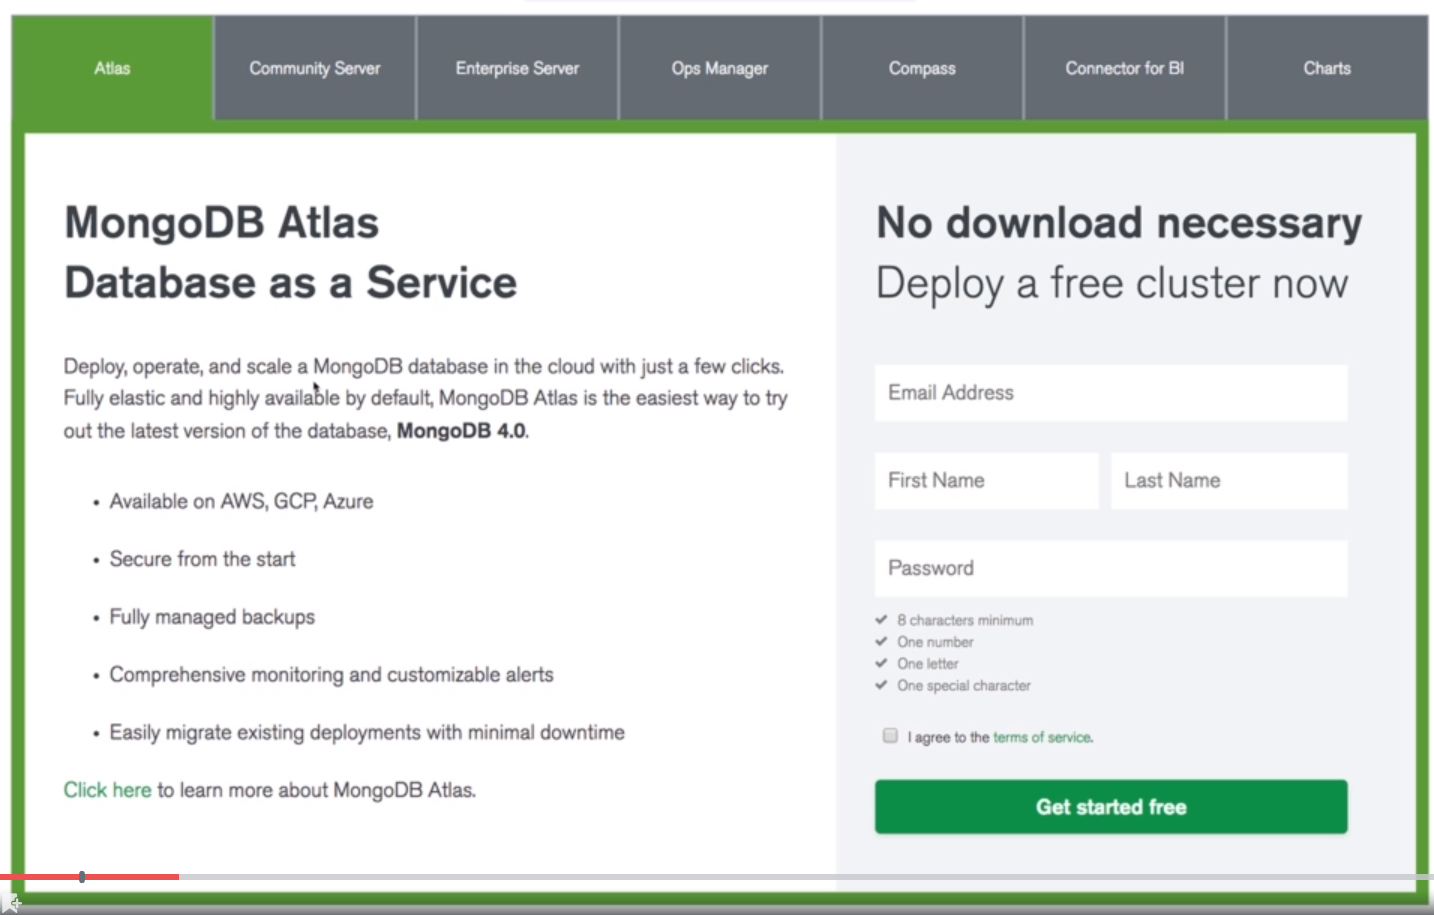 Atlas
Community Server
Enterprise Server
Ops Manager
Compass
Connector for BI
Charts
MongoDB Atlas
Database as a Service
Deploy, operate, and scale a MongoDB database in the cloud with just a few clicks.
Fully elastic and highly available by default, MongoDB Atlas is the easiest way to try
out the latest version of the database, MongoDB 4.0.
• Available on AWS, GCP, Azure
• Secure from the start
• Fully managed backups
• Comprehensive monitoring and customizable alerts
• Easily migrate existing deployments with minimal downtime
Click here to learn more about MongoDB Atlas.
No download necessary
Deploy a free cluster now
Email Address
First Name
Last Name
Password
8 characters minimum
One number
One letter
One special character
I agree to the terms of service.
Get started free